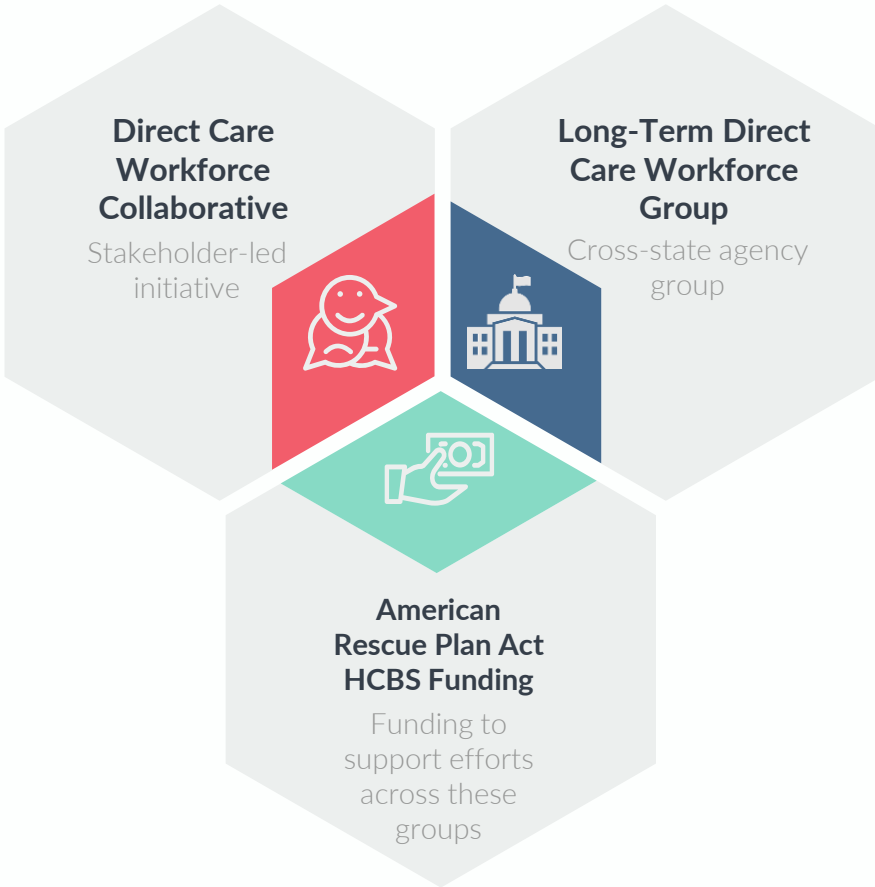 Direct Care
Workforce
Collaborative
Stakeholder-led
initiative
Long-Term Direct
Care Workforce
Group
Cross-state agency
group
American
Rescue Plan Act
HCBS Funding
Funding to
support efforts
across these
groups